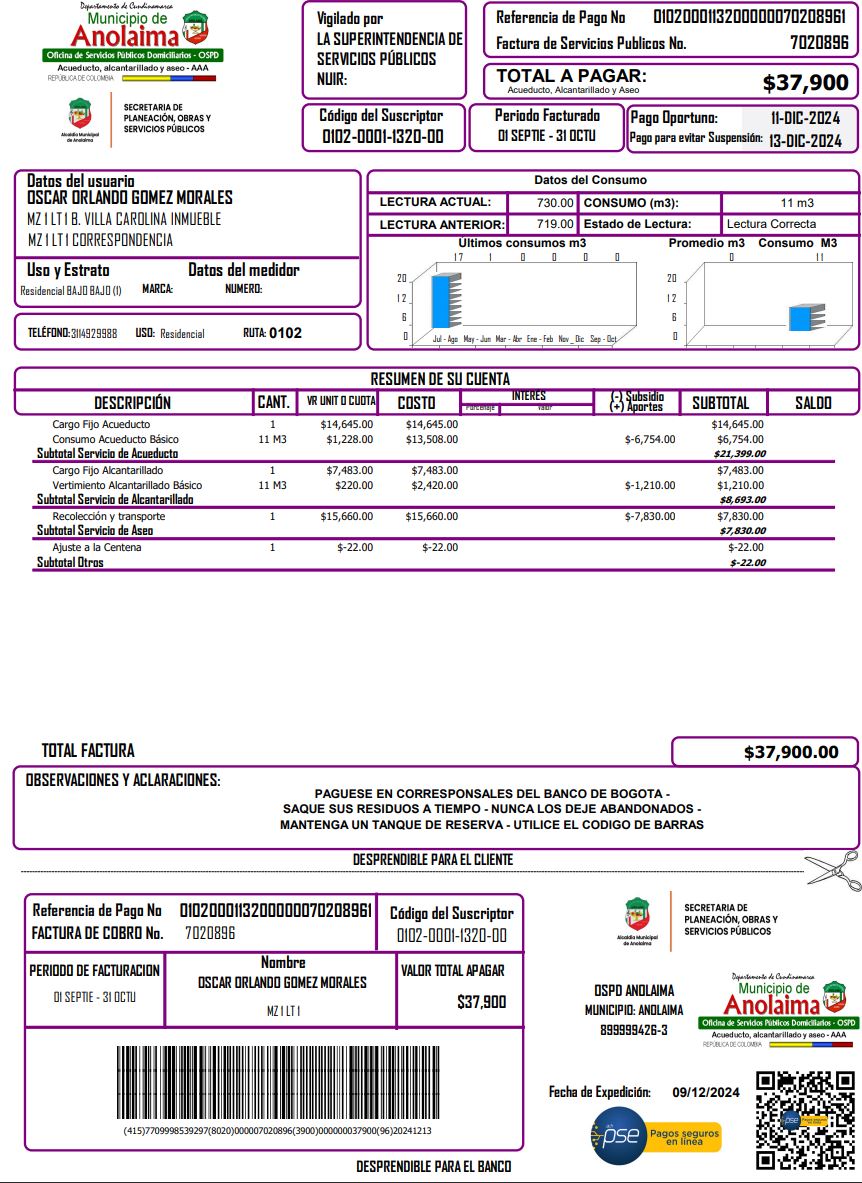 Departamento de Cundinamarca
Municipio de
Anolaima
Oficina de Servicios Públicos Domiciliarios - OSPD
Acueducto, alcantarillado y aseo - AAA
REPÚBLICA DE COLOMBIA
Alcaldía Municipal
de Anolaima
SECRETARIA DE
PLANEACIÓN, OBRAS Y
SERVICIOS PÚBLICOS
Vigilado por
LA SUPERINTENDENCIA DE
SERVICIOS PÚBLICOS
NUIR:
Referencia de Pago No 0102000113200000070208961
Factura de Servicios Publicos No. 7020896
TOTAL A PAGAR: $37,900
Acueducto, Alcantarillado y Aseo
Código del Suscriptor
0102-0001-1320-00
Periodo Facturado
01 SEPTIE - 31 OCTU
Pago Oportuno: 11-DIC-2024
Pago para evitar Suspensión: 13-DIC-2024
Datos del usuario
OSCAR ORLANDO GOMEZ MORALES
MZ 1 LT 1 B. VILLA CAROLINA INMUEBLE
MZ 1 LT 1 CORRESPONDENCIA
Uso y Estrato Datos del medidor
Residencial BAJO BAJO (1) MARCA: NUMERO:
TELÉFONO: 3114929988 USO: Residencial RUTA: 0102
Datos del Consumo
LECTURA ACTUAL: 730.00 CONSUMO (m3): 11 m3
LECTURA ANTERIOR: 719.00 Estado de Lectura: Lectura Correcta
Últimos consumos m3
17 1 0 0 0 0
20
12
6
0
Jul - Ago May - Jun Mar - Abr Ene - Feb Nov_Dic Sep - Oct
Promedio m3 Consumo M3
0 11
20
12
6
0
RESUMEN DE SU CUENTA
DESCRIPCIÓN CANT. VR UNIT O CUOTA COSTO INTERÉS (-) Subsidio SUBTOTAL SALDO
Porcenaje Valor (+) Aportes
Cargo Fijo Acueducto 1 $14,645.00 $14,645.00 $14,645.00
Consumo Acueducto Básico 11 M3 $1,228.00 $13,508.00 $-6,754.00 $6,754.00
Subtotal Servicio de Acueducto $21,399.00
Cargo Fijo Alcantarillado 1 $7,483.00 $7,483.00 $7,483.00
Vertimiento Alcantarillado Básico 11 M3 $220.00 $2,420.00 $-1,210.00 $1,210.00
Subtotal Servicio de Alcantarillado $8,693.00
Recolección y transporte 1 $15,660.00 $15,660.00 $-7,830.00 $7,830.00
Subtotal Servicio de Aseo $7,830.00
Ajuste a la Centena 1 $-22.00 $-22.00 $-22.00
Subtotal Otros $-22.00
TOTAL FACTURA $37,900.00
OBSERVACIONES Y ACLARACIONES:
PAGUESE EN CORRESPONSALES DEL BANCO DE BOGOTA -
SAQUE SUS RESIDUOS A TIEMPO - NUNCA LOS DEJE ABANDONADOS -
MANTENGA UN TANQUE DE RESERVA - UTILICE EL CODIGO DE BARRAS
DESPRENDIBLE PARA EL CLIENTE
Referencia de Pago No 0102000113200000070208961
FACTURA DE COBRO No. 7020896
Código del Suscriptor
0102-0001-1320-00
PERIODO DE FACTURACION
01 SEPTIE - 31 OCTU
Nombre
OSCAR ORLANDO GOMEZ MORALES
MZ 1 LT 1
VALOR TOTAL APAGAR
$37,900
(415)7709998539297(8020)000007020896(3900)000000037900(96)20241213
DESPRENDIBLE PARA EL BANCO
Alcaldía Municipal
de Anolaima
SECRETARIA DE
PLANEACIÓN, OBRAS Y
SERVICIOS PÚBLICOS
OSPD ANOLAIMA
MUNICIPIO: ANOLAIMA
899999426-3
Departamento de Cundinamarca
Municipio de
Anolaima
Oficina de Servicios Públicos Domiciliarios - OSPD
Acueducto, alcantarillado y aseo - AAA
REPÚBLICA DE COLOMBIA
Fecha de Expedición: 09/12/2024
pse
Pagos seguros
en línea